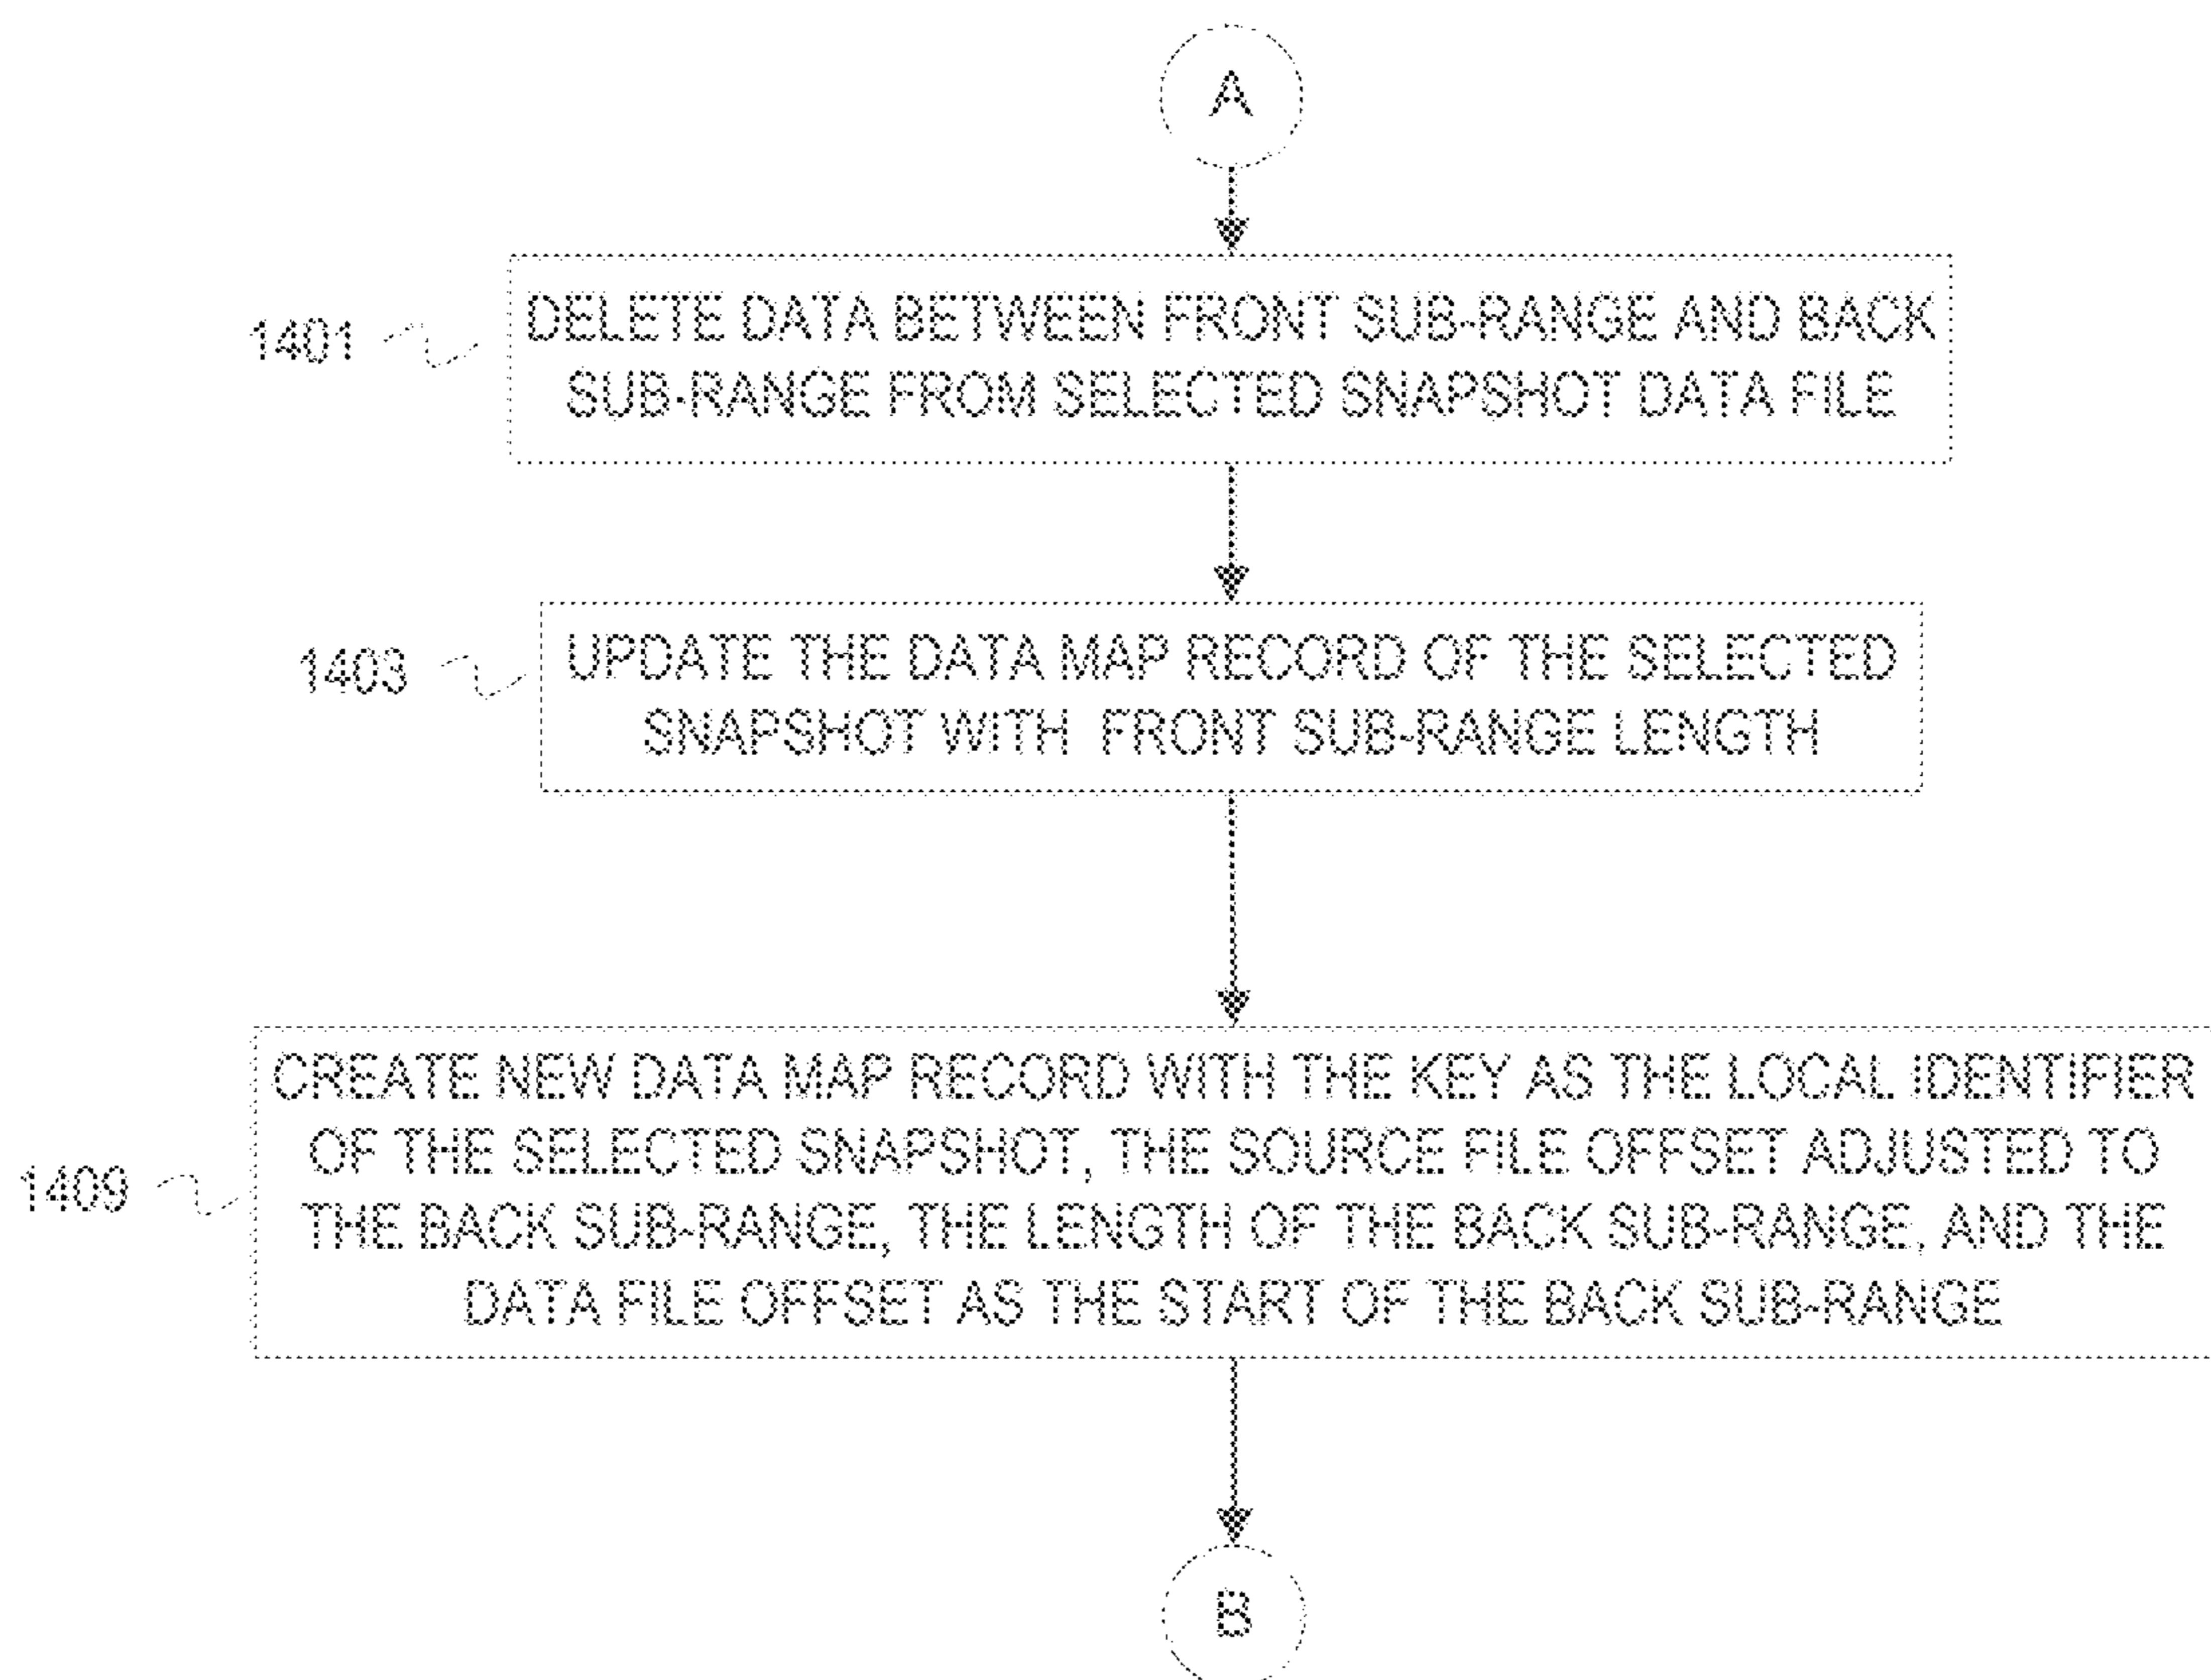 A
1401
DELETE DATA BETWEEN FRONT SUB-RANGE AND BACK
SUB-RANGE FROM SELECTED SNAPSHOT DATA FILE
1403
UPDATE THE DATA MAP RECORD OF THE SELECTED
SNAPSHOT WITH FRONT SUB-RANGE LENGTH
1409
CREATE NEW DATA MAP RECORD WITH THE KEY AS THE LOCAL IDENTIFIER
OF THE SELECTED SNAPSHOT, THE SOURCE FILE OFFSET ADJUSTED TO
THE BACK SUB-RANGE, THE LENGTH OF THE BACK SUB-RANGE, AND THE
DATA FILE OFFSET AS THE START OF THE BACK SUB-RANGE
B